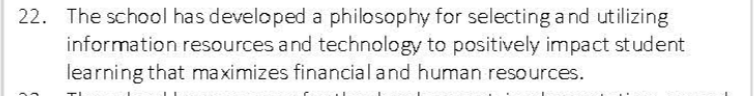 22. The school has developed a philosophy for selecting and utilizing
information resources and technology to positively impact student
learning that maximizes financial and human resources.